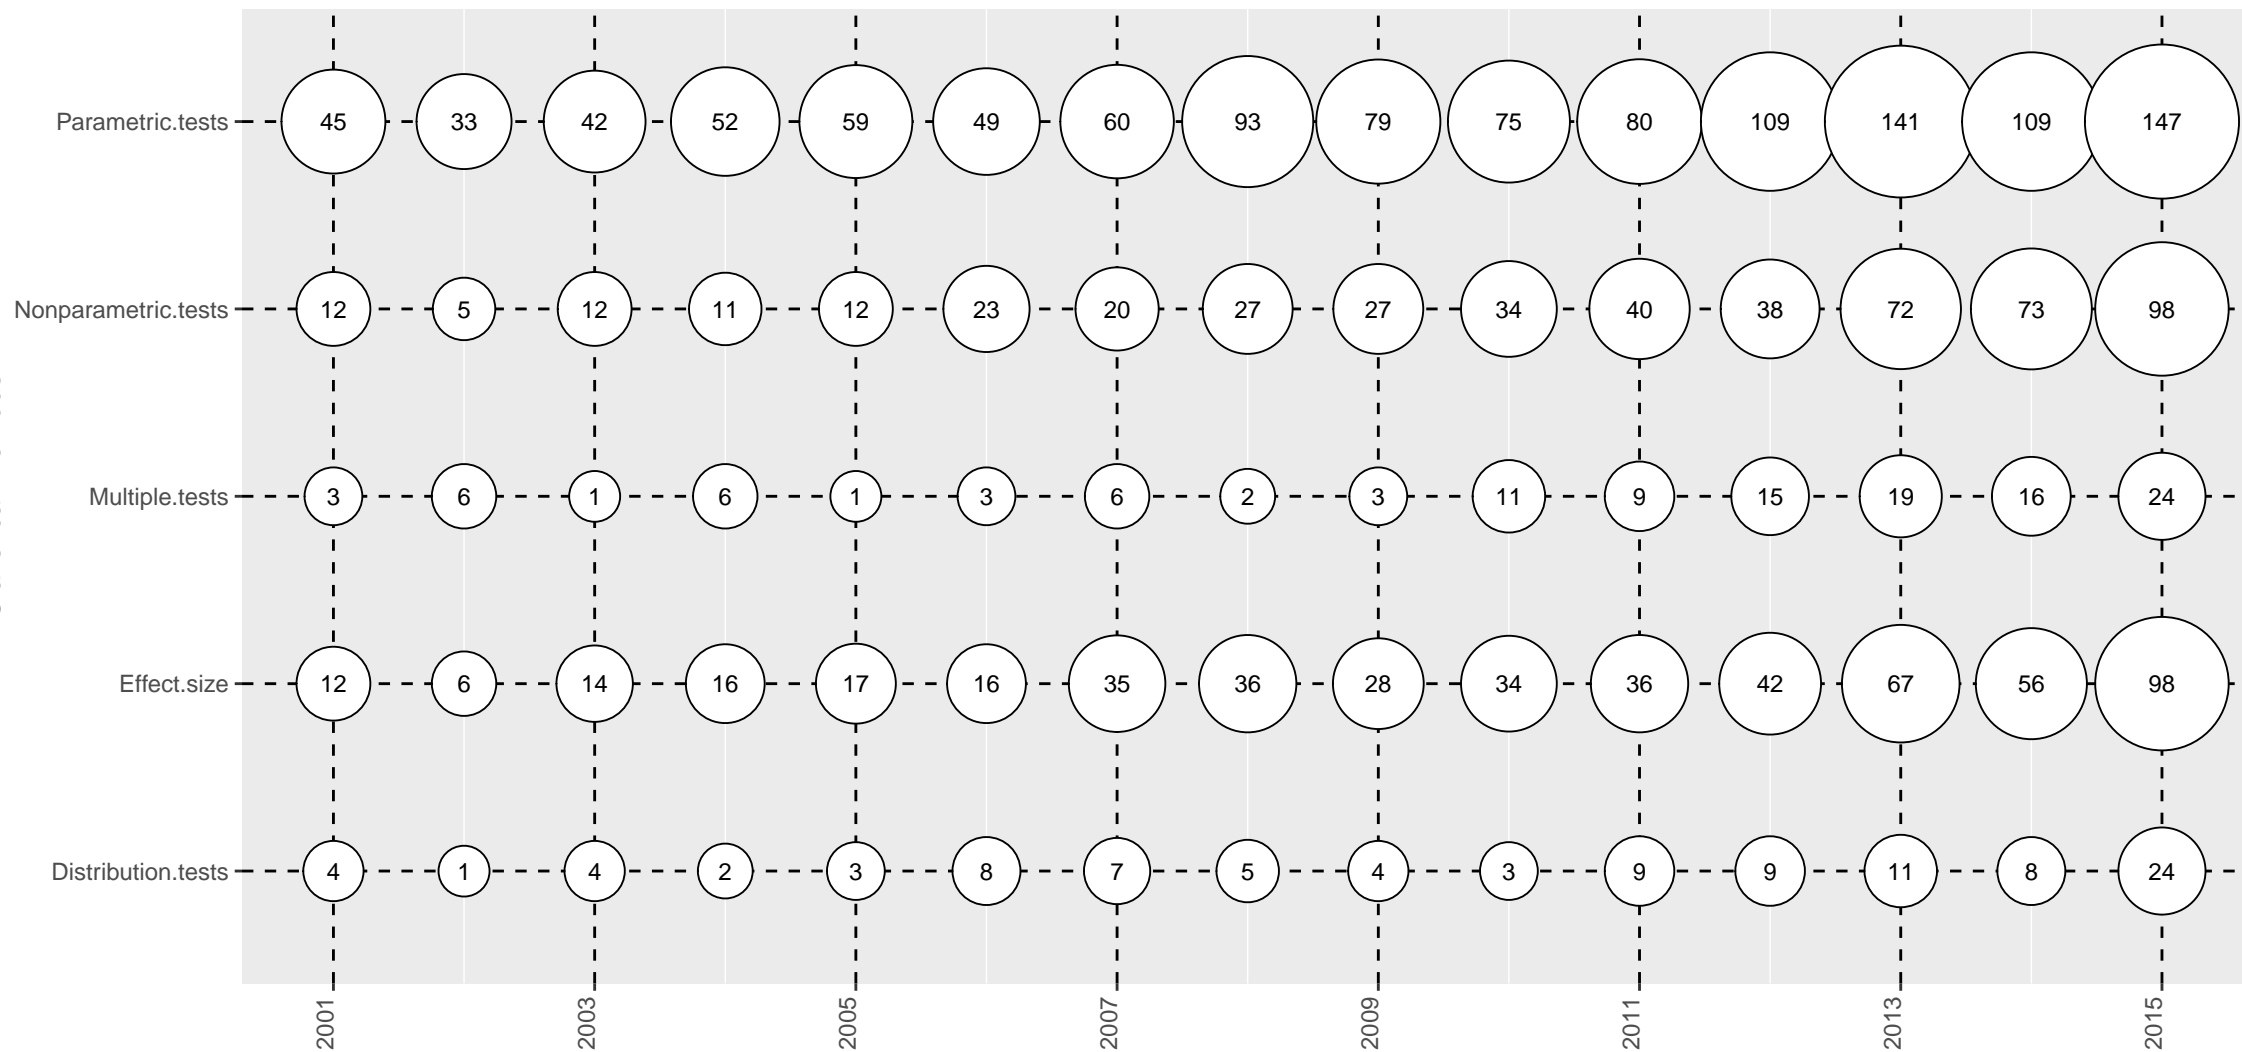 Parametric.tests 45 33 42 52 59 49 60 93 79 75 80 109 141 109 147
Nonparametric.tests 12 5 12 11 12 23 20 27 27 34 40 38 72 73 98
Multiple.tests 3 6 1 6 1 3 6 2 3 11 9 15 19 16 24
Effect.size 12 6 14 16 17 16 35 36 28 34 36 42 67 56 98
Distribution.tests 4 1 4 2 3 8 7 5 4 3 9 9 11 8 24
2001 2003 2005 2007 2009 2011 2013 2015